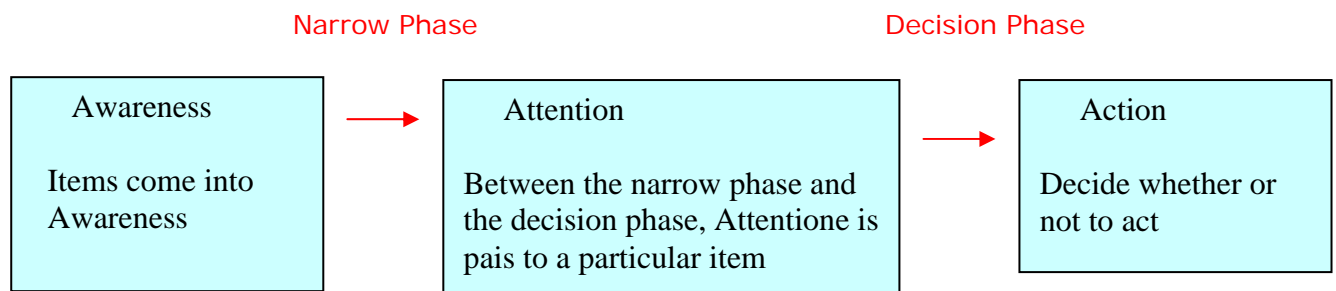 Narrow Phase
Decision Phase
Awareness
Items come into
Awareness
Attention
Between the narrow phase and
the decision phase, Attentione is
pais to a particular item
Action
Decide whether or
not to act